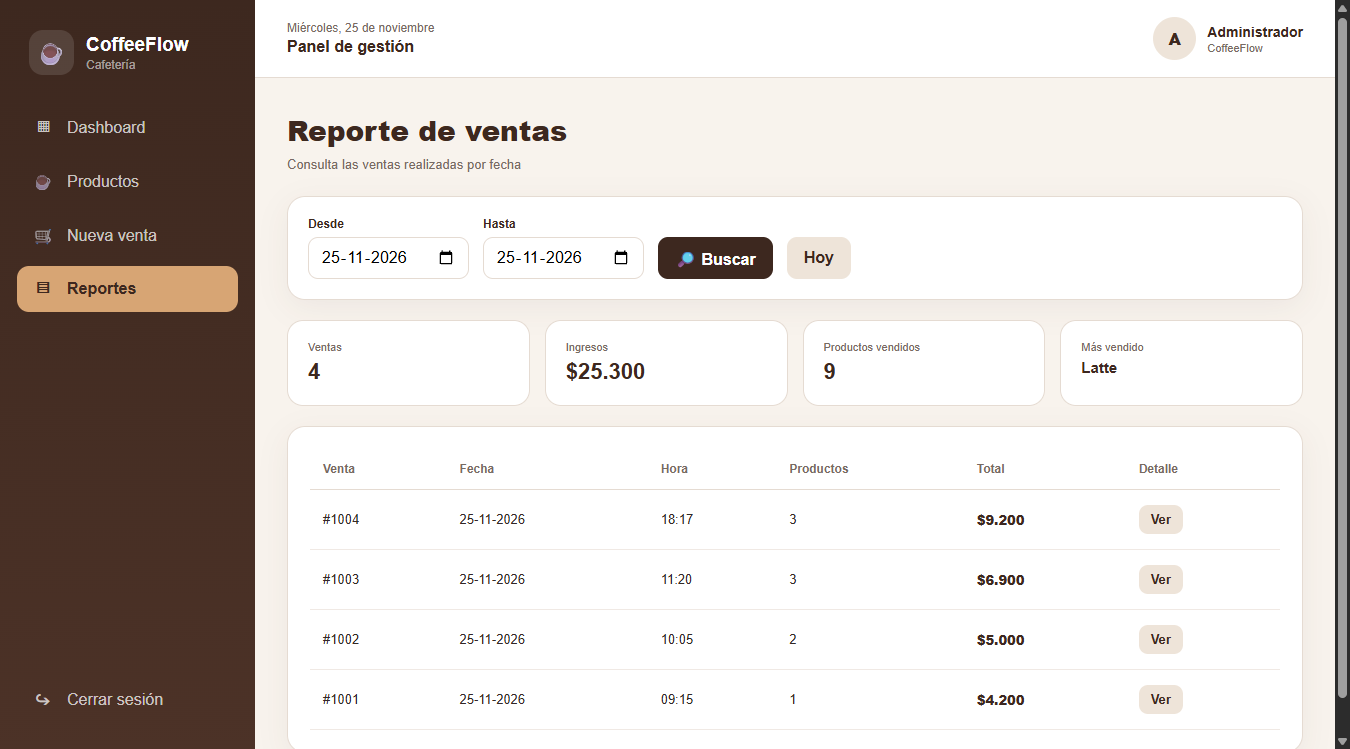 CoffeeFlow
Cafetería
Dashboard
Productos
Nueva venta
Reportes
Cerrar sesión
Miércoles, 25 de noviembre
Panel de gestión
A
Administrador
CoffeeFlow
Reporte de ventas
Consulta las ventas realizadas por fecha
Desde
Hasta
25-11-2026
25-11-2026
Buscar
Hoy
Ventas
4
Ingresos
$25.300
Productos vendidos
9
Más vendido
Latte
Venta Fecha Hora Productos Total Detalle
#1004 25-11-2026 18:17 3 $9.200 Ver
#1003 25-11-2026 11:20 3 $6.900 Ver
#1002 25-11-2026 10:05 2 $5.000 Ver
#1001 25-11-2026 09:15 1 $4.200 Ver